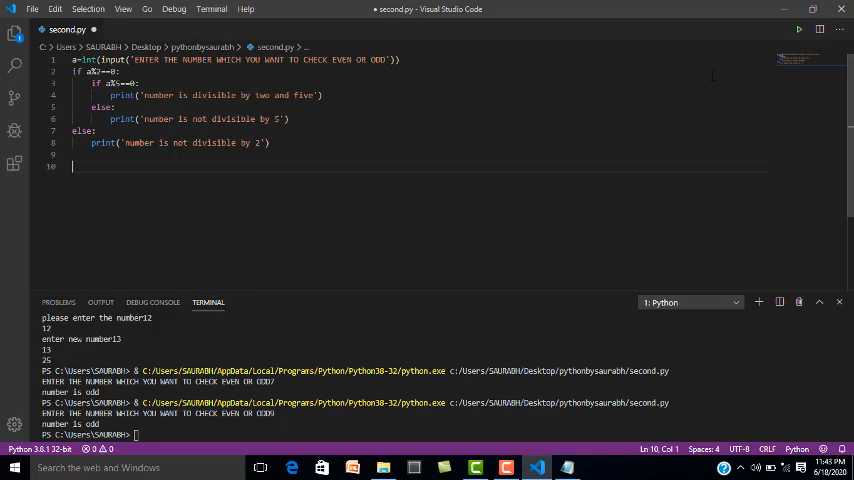 File Edit Selection View Go Debug Terminal Help
● second.py - Visual Studio Code
second.py
C: > Users > SAURABH > Desktop > pythonbysaurabh > second.py > ...
1 a=int(input('ENTER THE NUMBER WHICH YOU WANT TO CHECK EVEN OR ODD'))
2 if a%2==0:
3 if a%5==0:
4 print('number is divisible by two and five')
5 else:
6 print('number is not divisible by 5')
7 else:
8 print('number is not divisible by 2')
9
10
PROBLEMS OUTPUT DEBUG CONSOLE TERMINAL
1: Python
please enter the number12
12
enter new number13
13
25
PS C:\Users\SAURABH> & C:/Users/SAURABH/AppData/Local/Programs/Python/Python38-32/python.exe c:/Users/SAURABH/Desktop/pythonbysaurabh/second.py
ENTER THE NUMBER WHICH YOU WANT TO CHECK EVEN OR ODD7
number is odd
PS C:\Users\SAURABH> & C:/Users/SAURABH/AppData/Local/Programs/Python/Python38-32/python.exe c:/Users/SAURABH/Desktop/pythonbysaurabh/second.py
ENTER THE NUMBER WHICH YOU WANT TO CHECK EVEN OR ODD9
number is odd
PS C:\Users\SAURABH>
Python 3.8.1 32-bit 0 0 Ln 10, Col 1 Spaces: 4 UTF-8 CRLF Python
Search the web and Windows
11:43 PM
6/18/2020